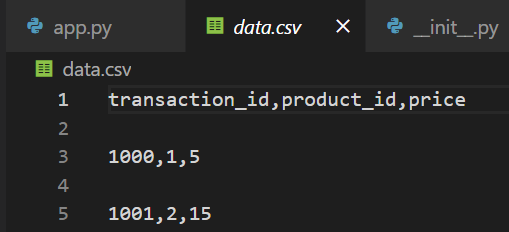 app.py data.csv × __init__.py
data.csv
1 transaction_id,product_id,price
2
3 1000,1,5
4
5 1001,2,15